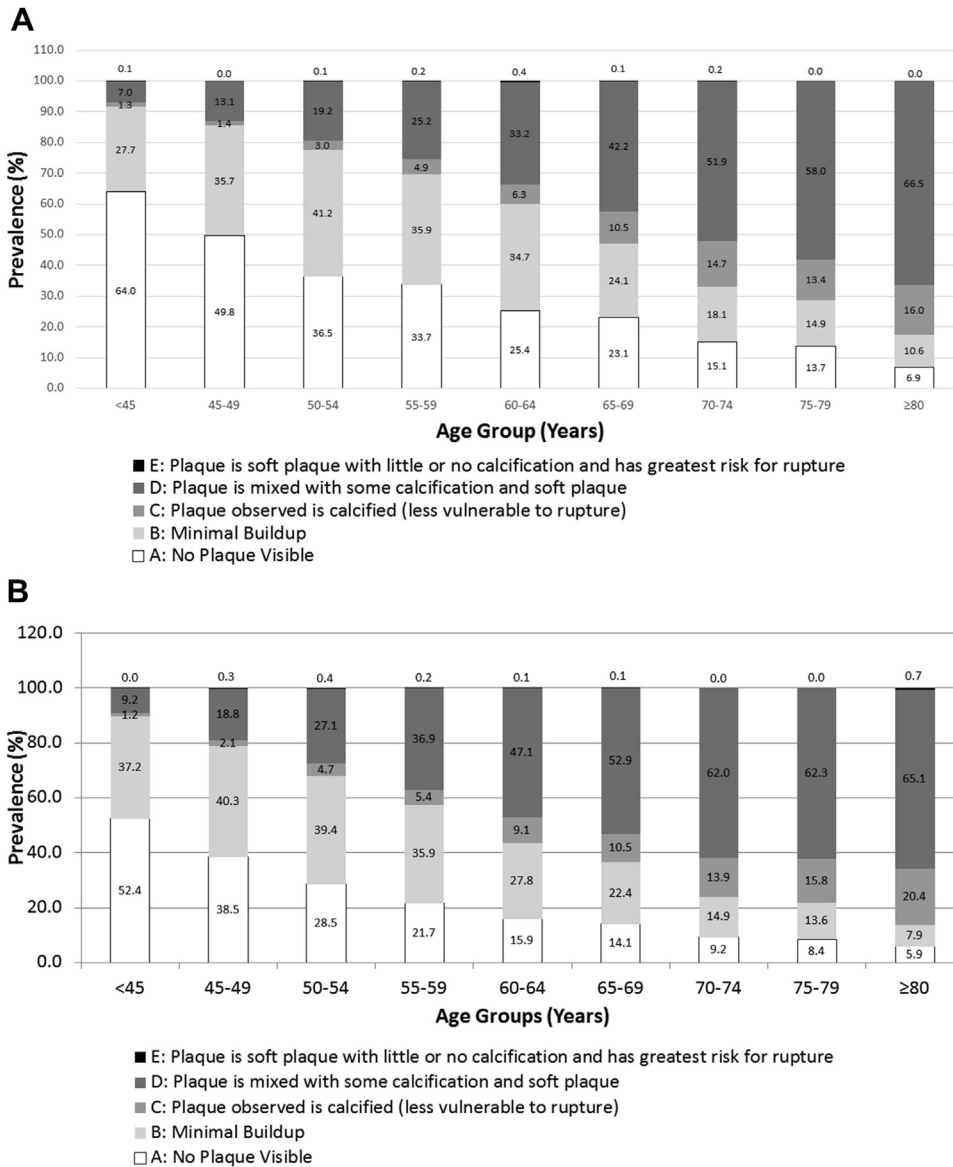 A
110.0
0.1 0.0 0.1 0.2 0.4 0.1 0.2 0.0 0.0
100.0
7.0 13.1 19.2 25.2 33.2 42.2 51.9 58.0 66.5
90.0
1.3 1.4 3.0 4.9 6.3 10.5 14.7 13.4 16.0
80.0
27.7 35.7 41.2 35.9 34.7 24.1 18.1 14.9 10.6
70.0
64.0 49.8 36.5 33.7 25.4 23.1 15.1 13.7 6.9
60.0
50.0
40.0
30.0
20.0
10.0
0.0
Prevalence (%)
<45 45-49 50-54 55-59 60-64 65-69 70-74 75-79 ≥80
Age Group (Years)
E: Plaque is soft plaque with little or no calcification and has greatest risk for rupture
D: Plaque is mixed with some calcification and soft plaque
C: Plaque observed is calcified (less vulnerable to rupture)
B: Minimal Buildup
A: No Plaque Visible
B
120.0
0.0 0.3 0.4 0.2 0.1 0.1 0.0 0.0 0.7
100.0
9.2 18.8 27.1 36.9 47.1 52.9 62.0 62.3 65.1
1.2 2.1 4.7 5.4 9.1 10.5 13.9 15.8 20.4
80.0
37.2 40.3 39.4 35.9 27.8 22.4 14.9 13.6 7.9
60.0
52.4 38.5 28.5 21.7 15.9 14.1 9.2 8.4 5.9
40.0
20.0
0.0
Prevalence (%)
<45 45-49 50-54 55-59 60-64 65-69 70-74 75-79 ≥80
Age Groups (Years)
E: Plaque is soft plaque with little or no calcification and has greatest risk for rupture
D: Plaque is mixed with some calcification and soft plaque
C: Plaque observed is calcified (less vulnerable to rupture)
B: Minimal Buildup
A: No Plaque Visible